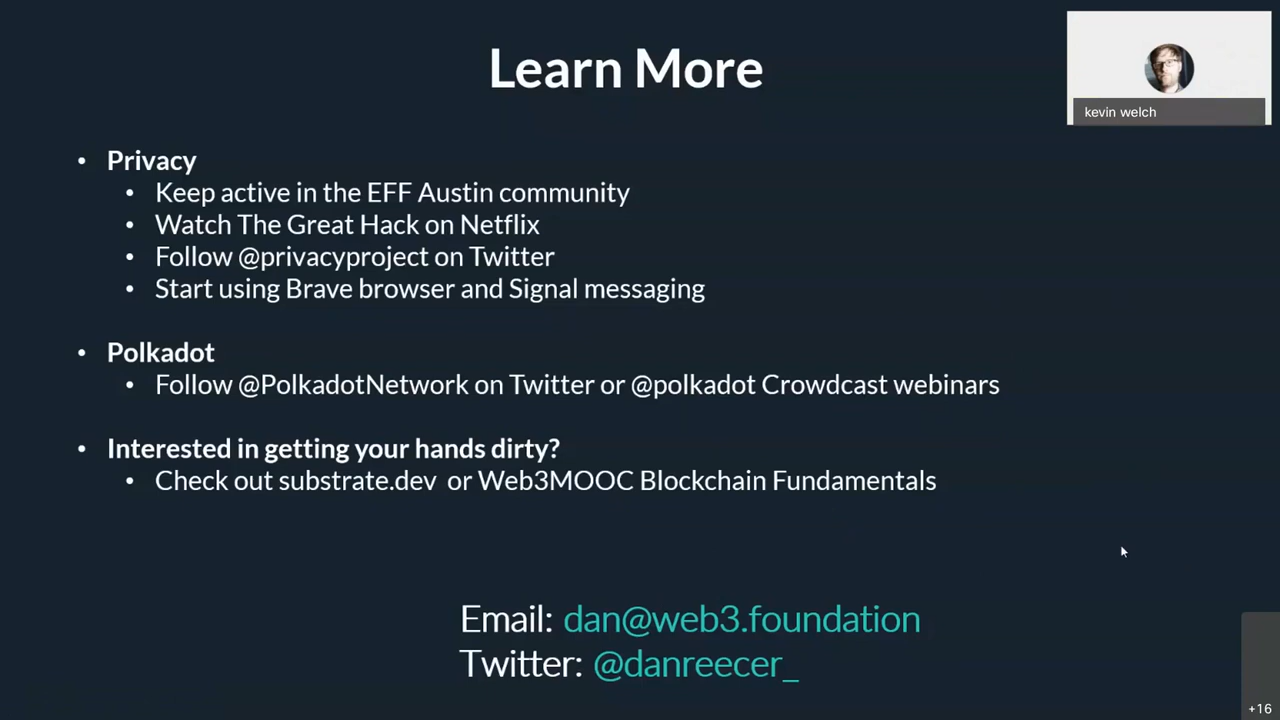 Learn More
kevin welch
• Privacy
• Keep active in the EFF Austin community
• Watch The Great Hack on Netflix
• Follow @privacyproject on Twitter
• Start using Brave browser and Signal messaging
• Polkadot
• Follow @PolkadotNetwork on Twitter or @polkadot Crowdcast webinars
• Interested in getting your hands dirty?
• Check out substrate.dev or Web3MOOC Blockchain Fundamentals
Email: dan@web3.foundation
Twitter: @danreecer_
+16